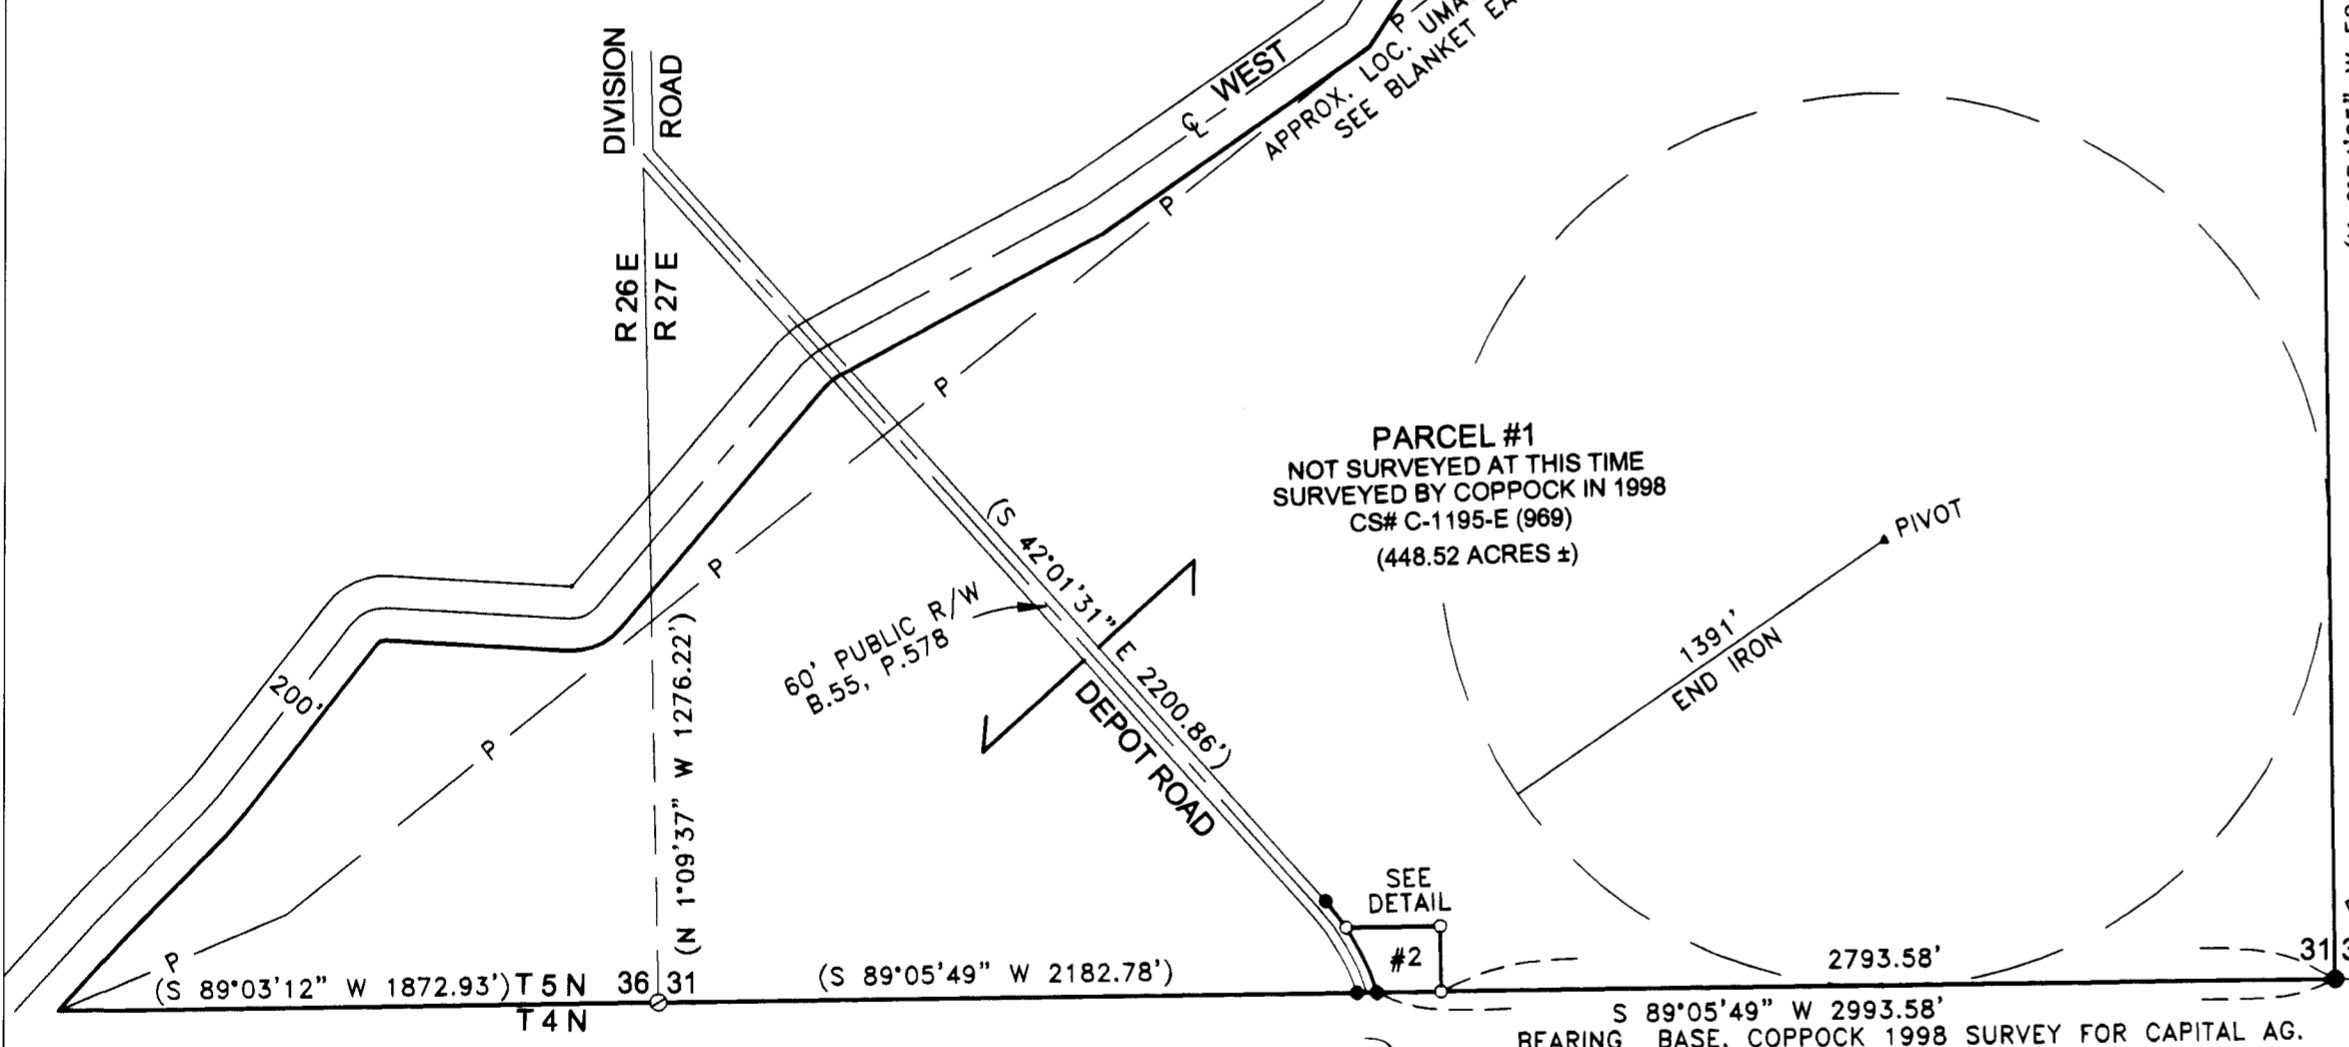 DIVISION
ROAD
R 26 E
R 27 E
℄ WEST
P
APPROX. LOC.
SEE BLANKET
P
P
P
P
P
200'
PARCEL #1
NOT SURVEYED AT THIS TIME
SURVEYED BY COPPOCK IN 1998
CS# C-1195-E (969)
(448.52 ACRES ±)
PIVOT
1391'
END IRON
(S 42°01'31" E 2200.86')
60' PUBLIC R/W
B.55, P.578
DEPOT ROAD
(N 1°09'37" W 1276.22')
SEE
DETAIL
#2
(S 89°03'12" W 1872.93')
T 5 N
T 4 N
36
31
(S 89°05'49" W 2182.78')
2793.58'
31
S 89°05'49" W 2993.58'
BEARING BASE, COPPOCK 1998 SURVEY FOR CAPITAL AG.